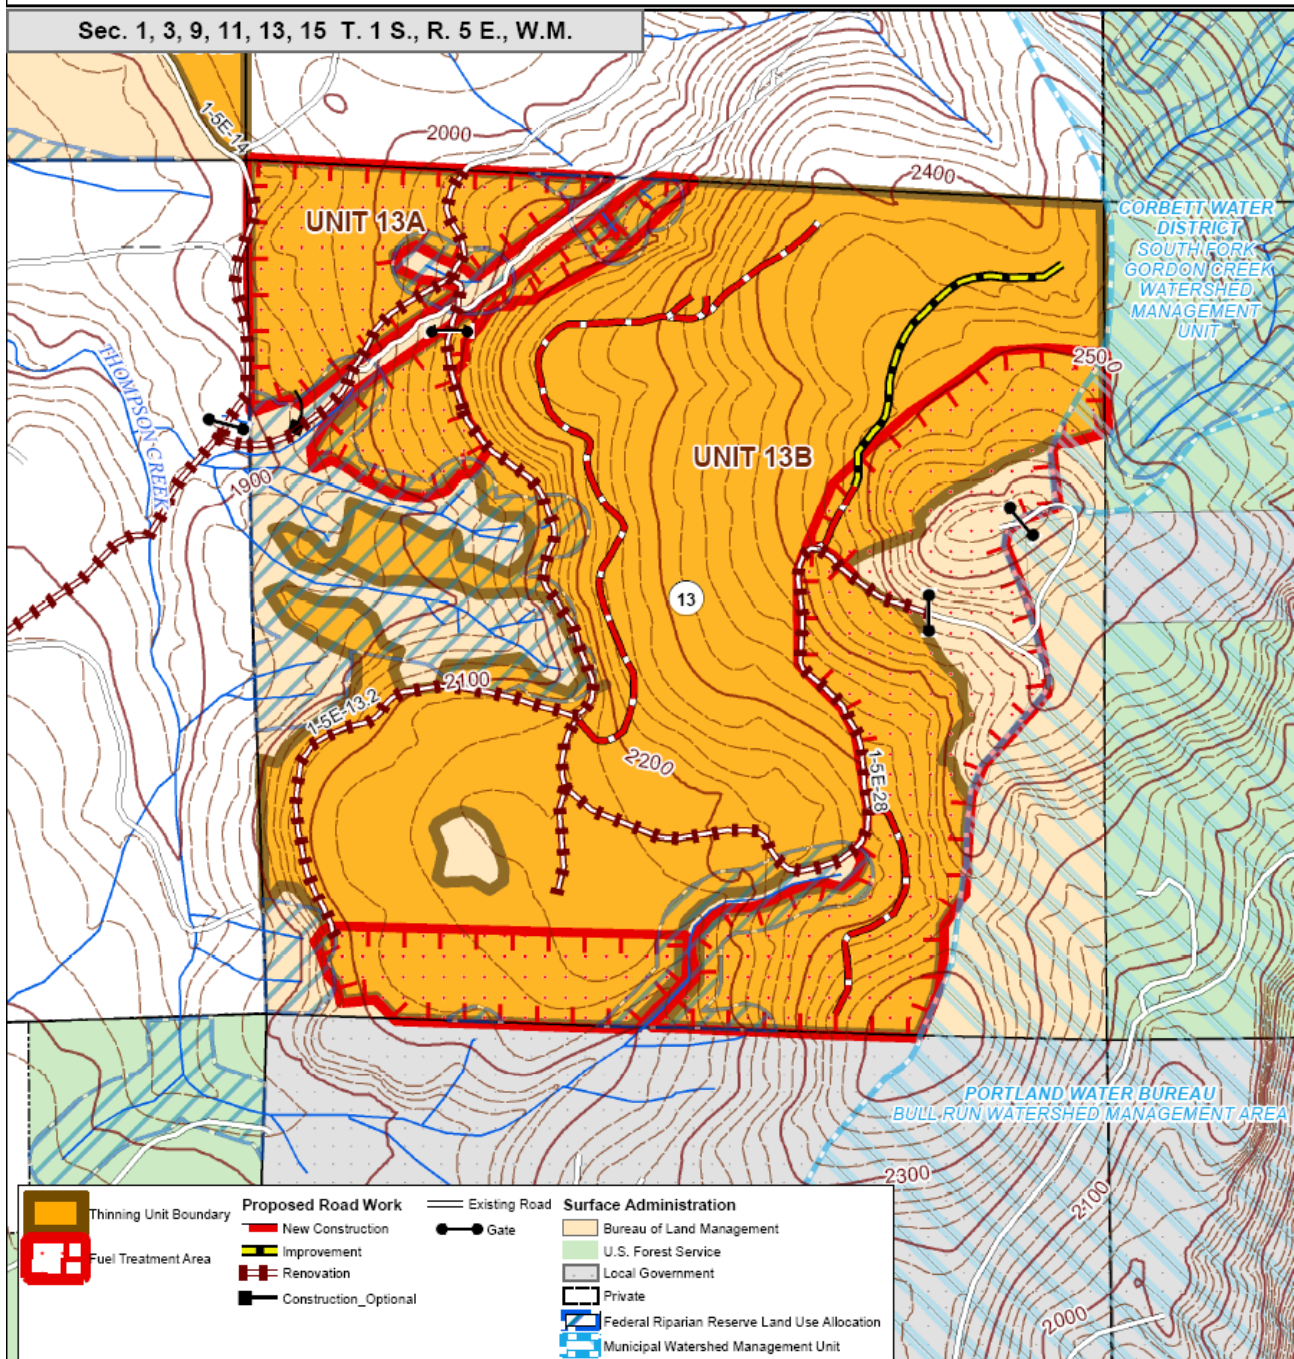 Sec. 1, 3, 9, 11, 13, 15 T. 1 S., R. 5 E., W.M.
1-5E-14
2000
2400
UNIT 13A
CORBETT WATER
DISTRICT
SOUTH FORK
GORDON CREEK
WATERSHED
MANAGEMENT
UNIT
THOMPSON CREEK
2500
UNIT 13B
1900
13
2100
1-5E-13.2
2200
1-5E-28
PORTLAND WATER BUREAU
BULL RUN WATERSHED MANAGEMENT AREA
2300
2100
2000
Thinning Unit Boundary
Fuel Treatment Area
Proposed Road Work
New Construction
Improvement
Renovation
Construction_Optional
Existing Road
Gate
Surface Administration
Bureau of Land Management
U.S. Forest Service
Local Government
Private
Federal Riparian Reserve Land Use Allocation
Municipal Watershed Management Unit